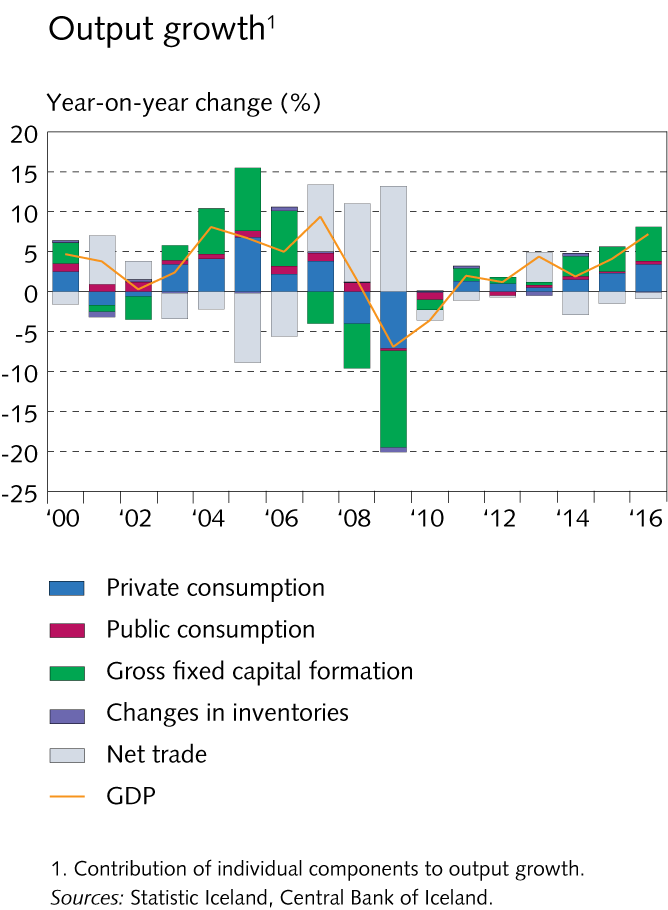 Output growth¹
Year-on-year change (%)
20
15
10
5
0
-5
-10
-15
-20
-25
‘00 ‘02 ‘04 ‘06 ‘08 ‘10 ‘12 ‘14 ‘16
Private consumption
Public consumption
Gross fixed capital formation
Changes in inventories
Net trade
GDP
1. Contribution of individual components to output growth.
Sources: Statistic Iceland, Central Bank of Iceland.